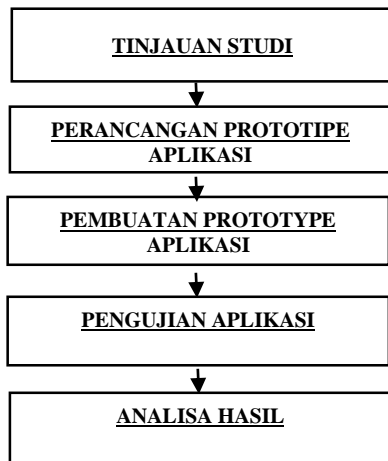 TINJAUAN STUDI
PERANCANGAN PROTOTIPE
APLIKASI
PEMBUATAN PROTOTYPE
APLIKASI
PENGUJIAN APLIKASI
ANALISA HASIL